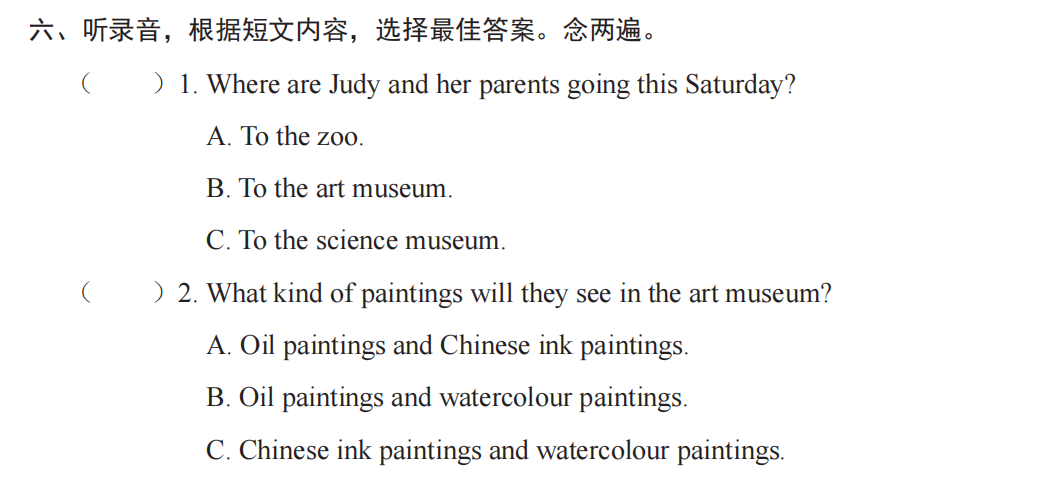 六、听录音，根据短文内容，选择最佳答案。念两遍。
（　　）1. Where are Judy and her parents going this Saturday?
A. To the zoo.
B. To the art museum.
C. To the science museum.
（　　）2. What kind of paintings will they see in the art museum?
A. Oil paintings and Chinese ink paintings.
B. Oil paintings and watercolour paintings.
C. Chinese ink paintings and watercolour paintings.